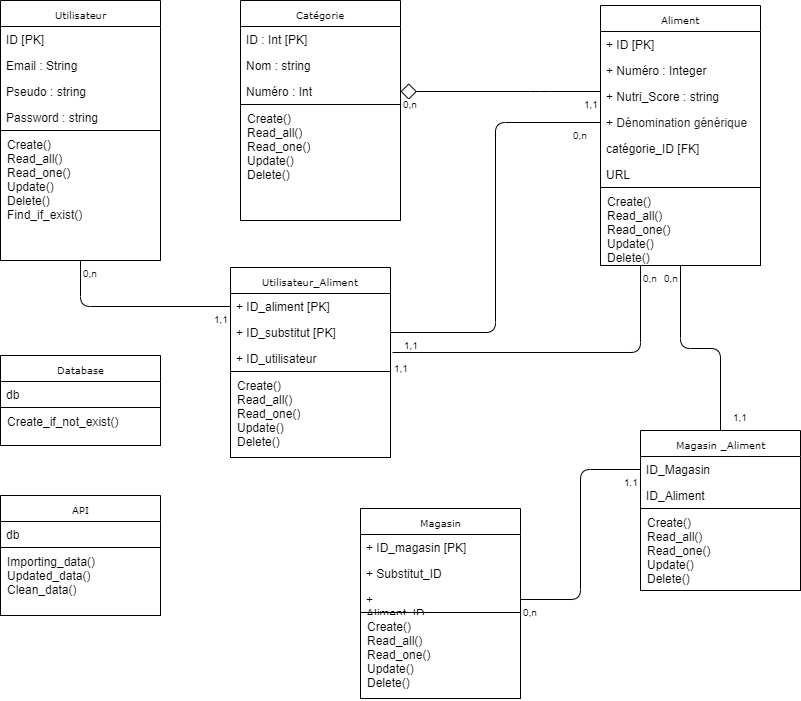 Utilisateur
ID [PK]
Email : String
Pseudo : string
Password : string
Create()
Read_all()
Read_one()
Update()
Delete()
Find_if_exist()
0,n
Catégorie
ID : Int [PK]
Nom : string
Numéro : Int
Create()
Read_all()
Read_one()
Update()
Delete()
0,n
1,1
0,n
Aliment
+ ID [PK]
+ Numéro : Integer
+ Nutri_Score : string
+ Dénomination générique
catégorie_ID [FK]
URL
Create()
Read_all()
Read_one()
Update()
Delete()
0,n
0,n
Utilisateur_Aliment
+ ID_aliment [PK]
+ ID_substitut [PK]
+ ID_utilisateur
Create()
Read_all()
Read_one()
Update()
Delete()
1,1
1,1
1,1
Database
db
Create_if_not_exist()
API
db
Importing_data()
Updated_data()
Clean_data()
Magasin
+ ID_magasin [PK]
+ Substitut_ID
+
Aliment_ID
Create()
Read_all()
Read_one()
Update()
Delete()
0,n
1,1
1,1
Magasin _Aliment
ID_Magasin
ID_Aliment
Create()
Read_all()
Read_one()
Update()
Delete()